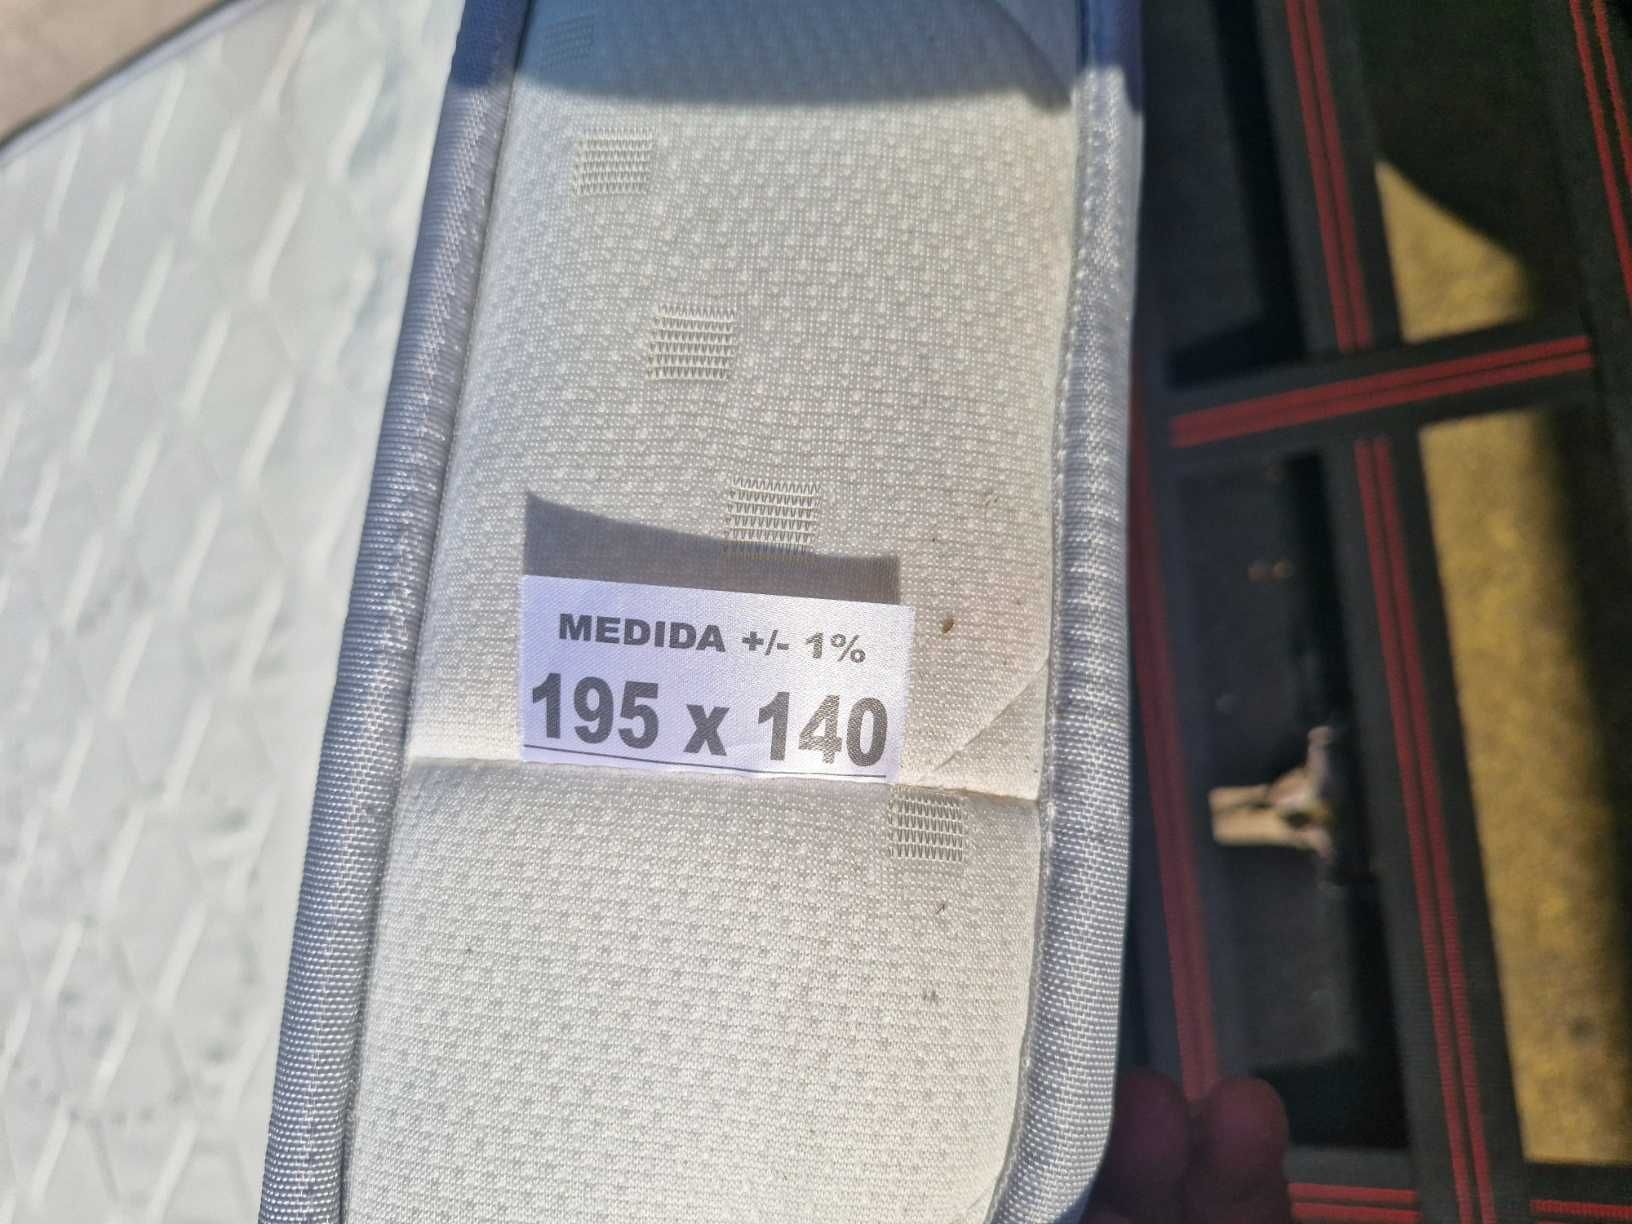 MEDIDA +/- 1%
195 x 140